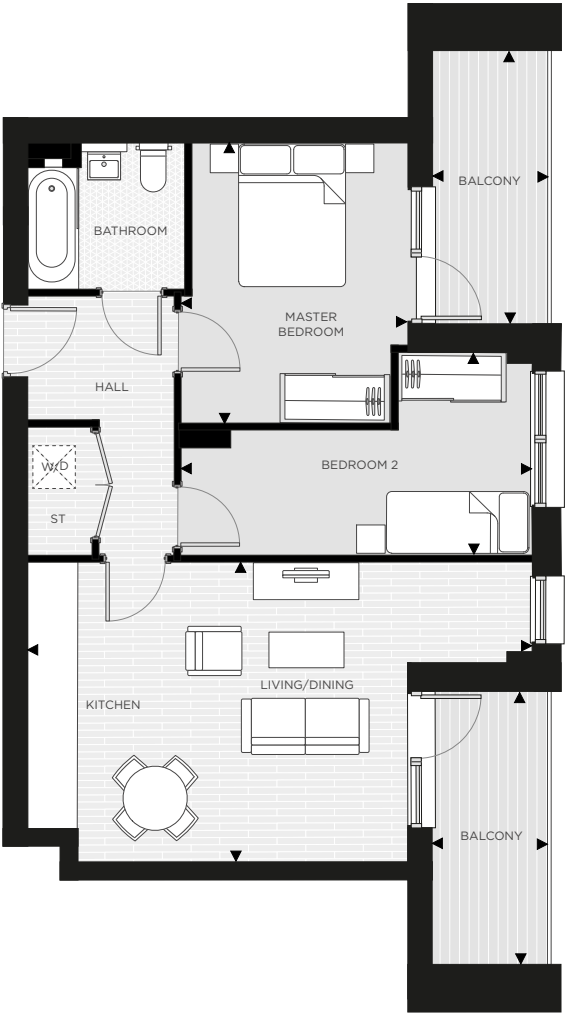 BALCONY
BATHROOM
MASTER
BEDROOM
HALL
W/D
BEDROOM 2
ST
LIVING/DINING
KITCHEN
BALCONY